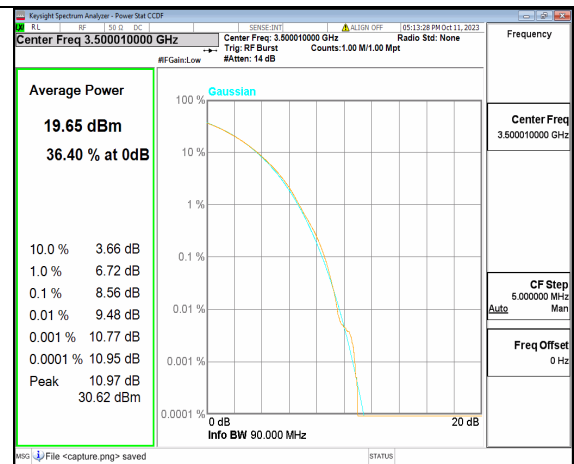 Keysight Spectrum Analyzer - Power Stat CCDF
RL RF 50 Ω DC SENSE:INT ALIGN OFF 05:13:28 PM Oct 11, 2023
Center Freq 3.500010000 GHz
Center Freq: 3.500010000 GHz Radio Std: None
Trig: RF Burst Counts:1.00 M/1.00 Mpt
#IFGain:Low #Atten: 14 dB
Frequency
Average Power
19.65 dBm
36.40 % at 0dB
10.0 % 3.66 dB
1.0 % 6.72 dB
0.1 % 8.56 dB
0.01 % 9.48 dB
0.001 % 10.77 dB
0.0001 % 10.95 dB
Peak 10.97 dB
30.62 dBm
Gaussian
100 %
10 %
1 %
0.1 %
0.01 %
0.001 %
0.0001 %
0 dB 20 dB
Info BW 90.000 MHz
Center Freq
3.500010000 GHz
CF Step
5.000000 MHz
Auto Man
Freq Offset
0 Hz
MSG File <capture.png> saved STATUS